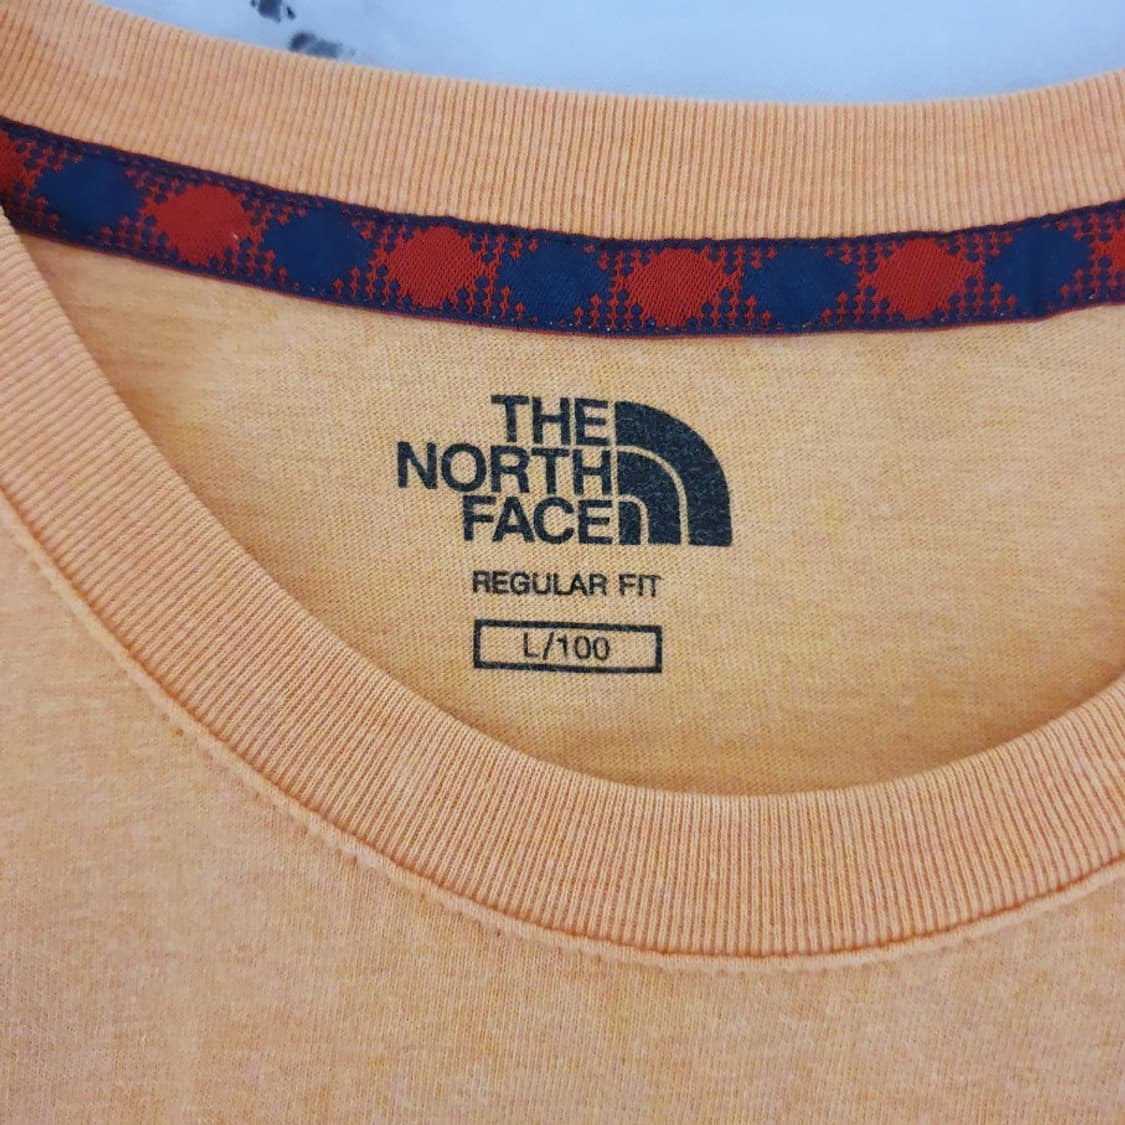 THE
NORTH
FACE
REGULAR FIT
L/100